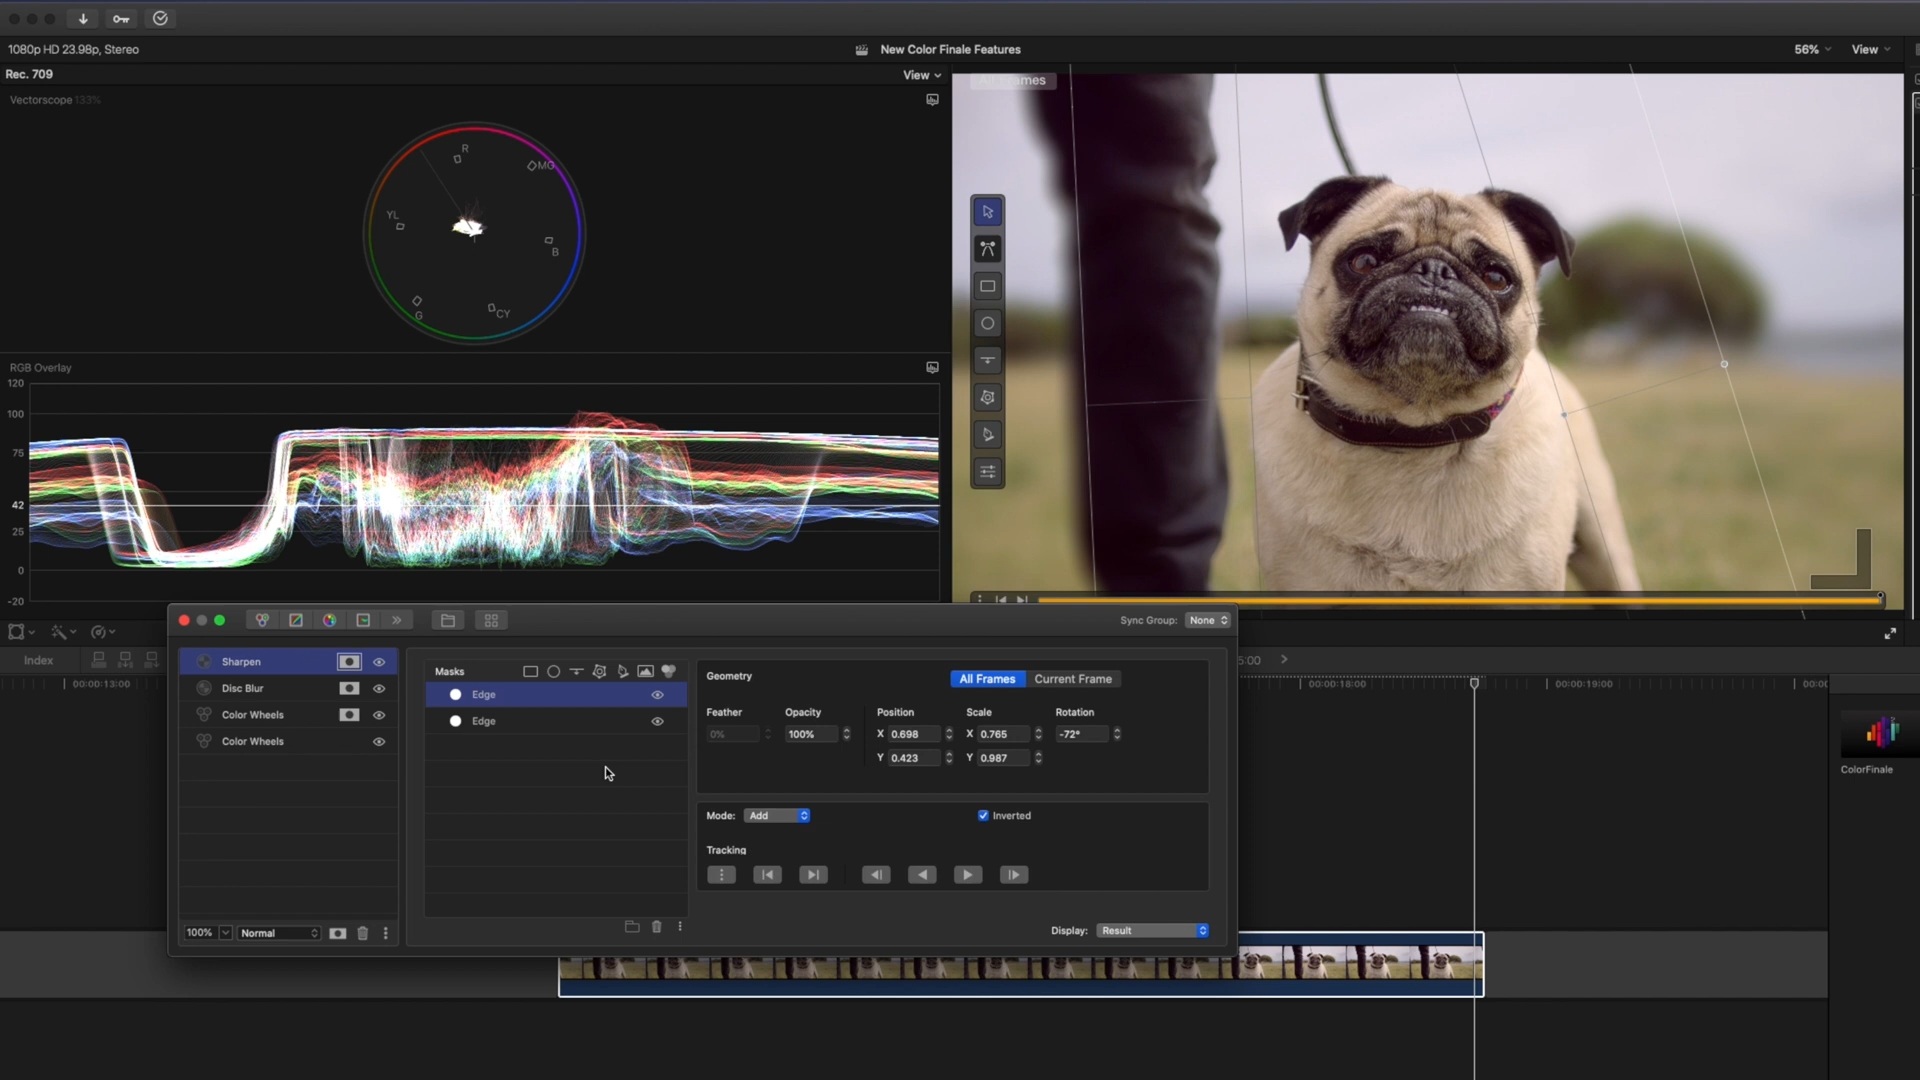 1080p HD 23.98p, Stereo
New Color Finale Features
56%
View
Rec. 709
View
Vectorscope 133%
R
MG
YL
B
G
CY
RGB Overlay
120
100
75
42
25
0
-20
All Frames
Sync Group: None
Index
Sharpen
Disc Blur
Color Wheels
Color Wheels
100%
Normal
Masks
Edge
Edge
Geometry
All Frames
Current Frame
Feather
Opacity
Position
Scale
Rotation
0%
100%
X 0.698
X 0.765
-72°
Y 0.423
Y 0.987
Mode: Add
Inverted
Tracking
Display: Result
5:00
00:00:13:00
00:00:18:00
00:00:19:00
00:0
ColorFinale